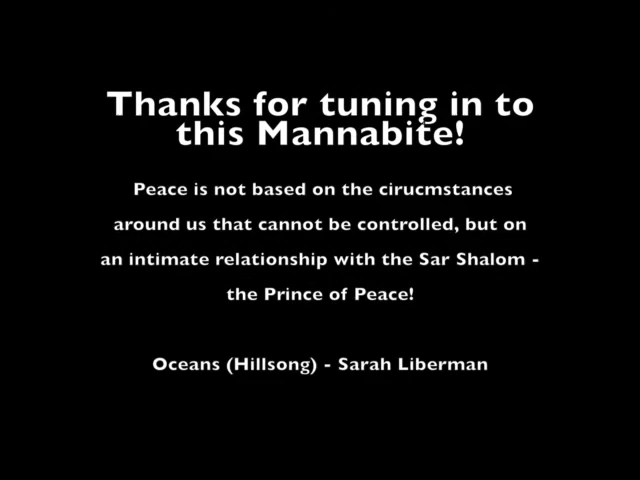 Thanks for tuning in to
this Mannabite!
Peace is not based on the cirucmstances
around us that cannot be controlled, but on
an intimate relationship with the Sar Shalom -
the Prince of Peace!
Oceans (Hillsong) - Sarah Liberman